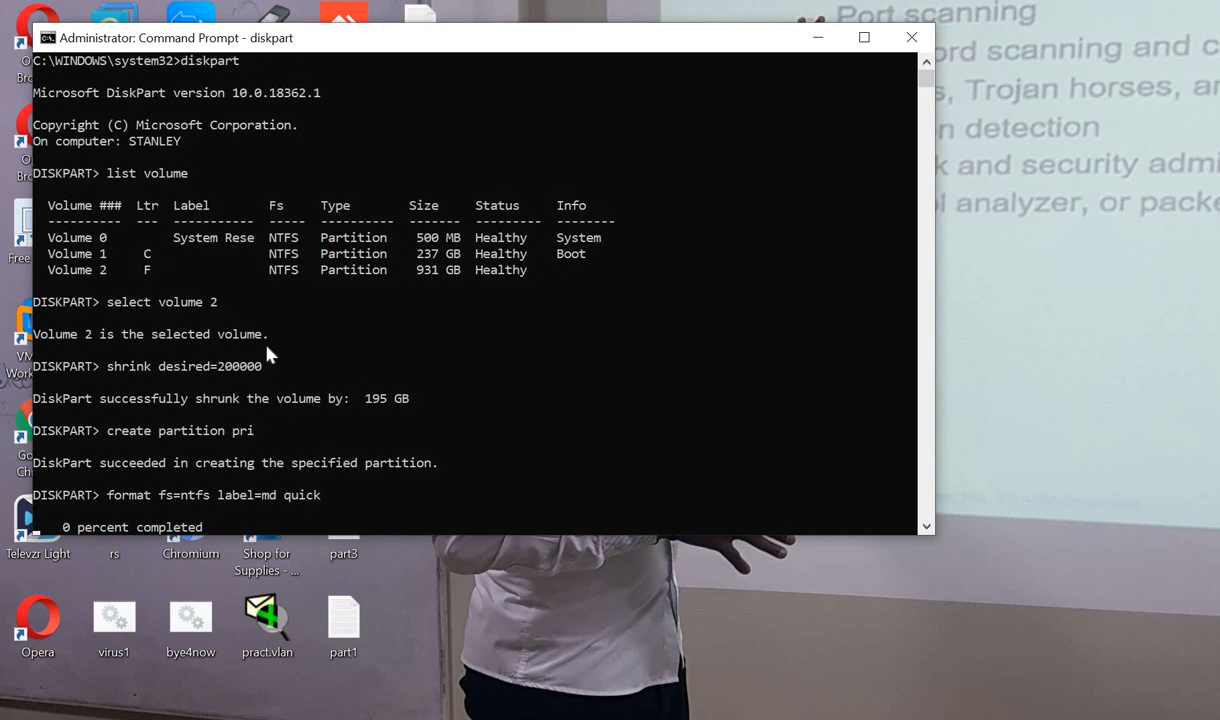 Port scanning
ord scanning and c
s, Trojan horses, a
n detection
k and security admi
l analyzer, or pack
Administrator: Command Prompt - diskpart
C:\WINDOWS\system32>diskpart
Microsoft DiskPart version 10.0.18362.1
Copyright (C) Microsoft Corporation.
On computer: STANLEY
DISKPART> list volume
Volume ### Ltr Label Fs Type Size Status Info
---------- --- ----------- ----- ---------- ------- --------- --------
Volume 0 System Rese NTFS Partition 500 MB Healthy System
Volume 1 C NTFS Partition 237 GB Healthy Boot
Volume 2 F NTFS Partition 931 GB Healthy
DISKPART> select volume 2
Volume 2 is the selected volume.
DISKPART> shrink desired=200000
DiskPart successfully shrunk the volume by: 195 GB
DISKPART> create partition pri
DiskPart succeeded in creating the specified partition.
DISKPART> format fs=ntfs label=md quick
0 percent completed
Televzr Light
rs
Chromium
Shop for
Supplies - ...
part3
Opera
virus1
bye4now
pract.vlan
part1